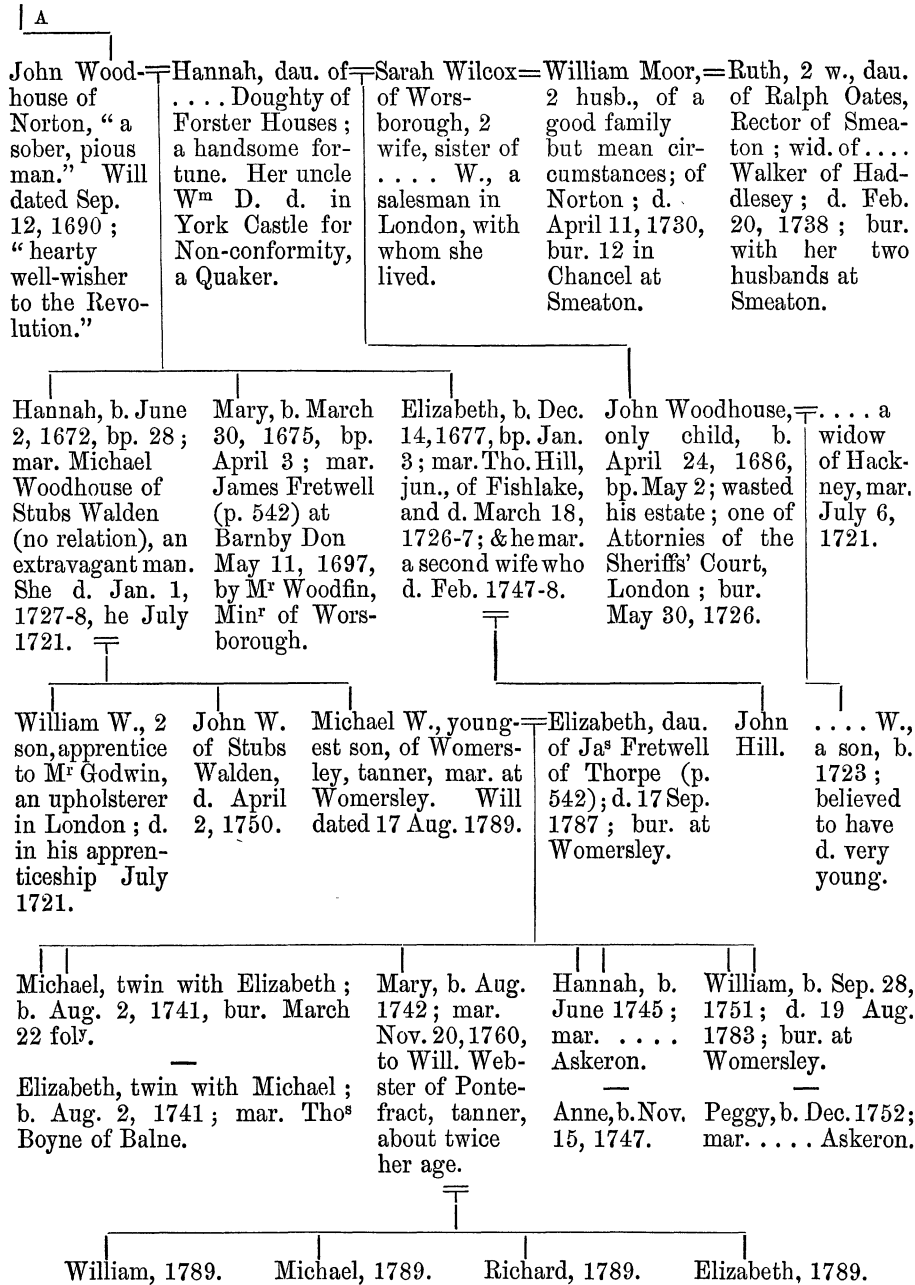 A
John Wood-
house of
Norton, “ a
sober, pious
man.” Will
dated Sep.
12, 1690 ;
“ hearty
well-wisher
to the Revo-
lution.”
Hannah, dau. of
. . . . Doughty of
Forster Houses ;
a handsome for-
tune. Her uncle
Wm D. d. in
York Castle for
Non-conformity,
a Quaker.
Sarah Wilcox
of Wors-
borough, 2
wife, sister of
. . . . W., a
salesman in
London, with
whom she
lived.
William Moor,
2 husb., of a
good family
but mean cir-
cumstances; of
Norton ; d.
April 11, 1730,
bur. 12 in
Chancel at
Smeaton.
Ruth, 2 w., dau.
of Ralph Oates,
Rector of Smea-
ton ; wid. of . . . .
Walker of Had-
dlesey ; d. Feb.
20, 1738 ; bur.
with her two
husbands at
Smeaton.
Hannah, b. June
2, 1672, bp. 28 ;
mar. Michael
Woodhouse of
Stubs Walden
(no relation), an
extravagant man.
She d. Jan. 1,
1727-8, he July
1721.
Mary, b. March
30, 1675, bp.
April 3 ; mar.
James Fretwell
(p. 542) at
Barnby Don
May 11, 1697,
by Mr Woodfin,
Minr of Wors-
borough.
Elizabeth, b. Dec.
14, 1677, bp. Jan.
3 ; mar. Tho. Hill,
jun., of Fishlake,
and d. March 18,
1726-7; & he mar.
a second wife who
d. Feb. 1747-8.
John Woodhouse,
only child, b.
April 24, 1686,
bp. May 2; wasted
his estate ; one of
Attornies of the
Sheriffs’ Court,
London ; bur.
May 30, 1726.
. . . . a
widow
of Hack-
ney, mar.
July 6,
1721.
William W., 2
son, apprentice
to Mr Godwin,
an upholsterer
in London ; d.
in his appren-
ticeship July
1721.
John W.
of Stubs
Walden,
d. April
2, 1750.
Michael W., young-
est son, of Womers-
ley, tanner, mar. at
Womersley. Will
dated 17 Aug. 1789.
Elizabeth, dau.
of Jas Fretwell
of Thorpe (p.
542); d. 17 Sep.
1787 ; bur. at
Womersley.
John
Hill.
. . . . W.,
a son, b.
1723 ;
believed
to have
d. very
young.
Michael, twin with Elizabeth ;
b. Aug. 2, 1741, bur. March
22 foly.
Elizabeth, twin with Michael ;
b. Aug. 2, 1741 ; mar. Thos
Boyne of Balne.
Mary, b. Aug.
1742 ; mar.
Nov. 20, 1760,
to Will. Web-
ster of Ponte-
fract, tanner,
about twice
her age.
Hannah, b.
June 1745 ;
mar. . . . .
Askeron.
Anne, b. Nov.
15, 1747.
William, b. Sep. 28,
1751 ; d. 19 Aug.
1783 ; bur. at
Womersley.
Peggy, b. Dec. 1752;
mar. . . . . . Askeron.
William, 1789.
Michael, 1789.
Richard, 1789.
Elizabeth, 1789.